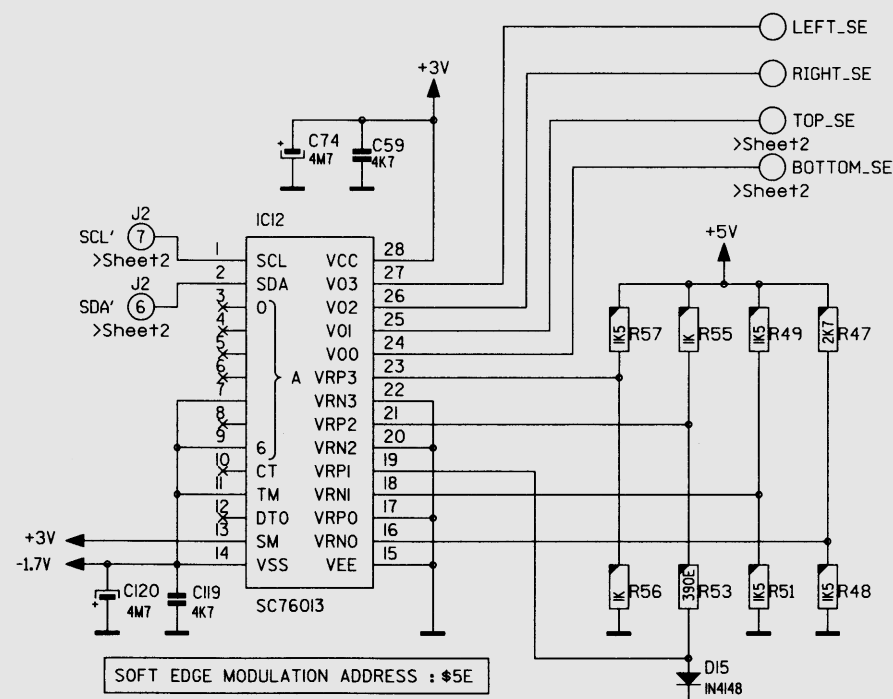 LEFT_SE
+3V
RIGHT_SE
C74
4M7
C59
4K7
TOP_SE
>Sheet2
BOTTOM_SE
>Sheet2
IC12
J2
SCL' 7
>Sheet2
J2
SDA' 6
>Sheet2
+5V
1 SCL VCC 28
2 SDA VO3 27
3 0 VO2 26
4 VO1 25
5 VO0 24
6 A VRP3 23
7 VRN3 22
8 VRP2 21
9 6 VRN2 20
10 CT VRP1 19
11 TM VRN1 18
12 DTO VRP0 17
13 SM VRN0 16
14 VSS VEE 15
1K5 R57
1K R55
1K5 R49
2K7 R47
+3V
-1.7V
C120
4M7
C119
4K7
SC76013
1K R56
390E R53
1K5 R51
1K5 R48
D15
1N4148
SOFT EDGE MODULATION ADDRESS : $5E